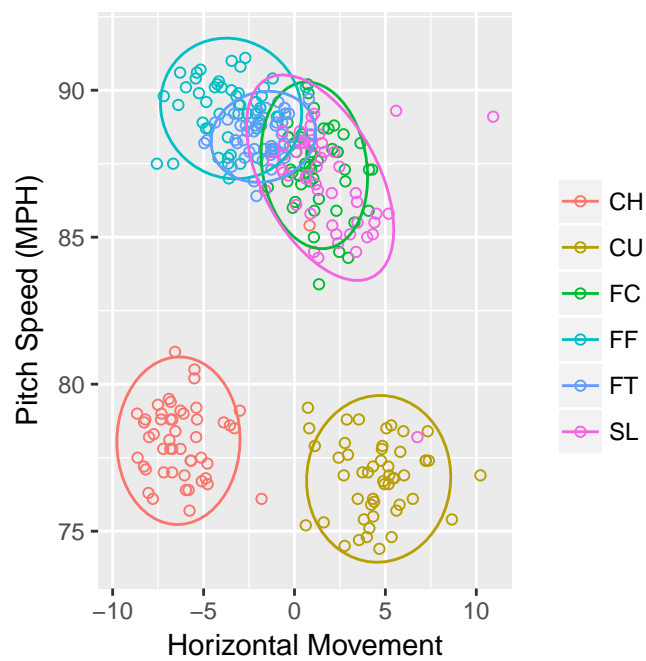 90
85
80
75
Pitch Speed (MPH)
−10 −5 0 5 10
Horizontal Movement
CH
CU
FC
FF
FT
SL